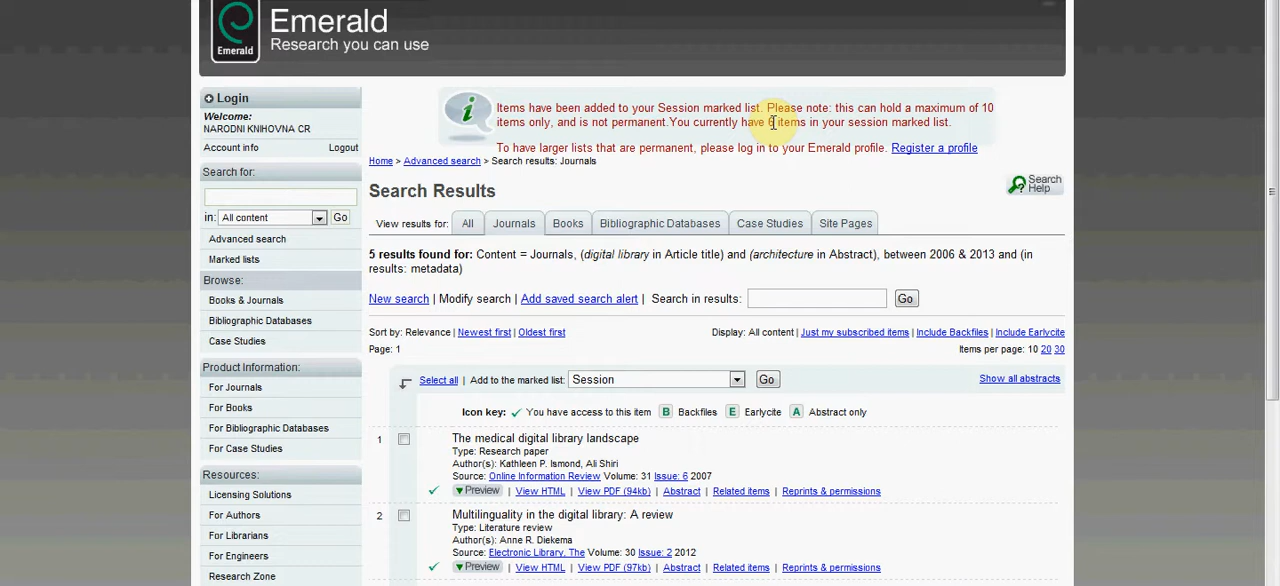 Emerald
Research you can use
Emerald
Login
Welcome:
NARODNI KNIHOVNA CR
Account info Logout
Search for:
in: All content Go
Advanced search
Marked lists
Browse:
Books & Journals
Bibliographic Databases
Case Studies
Product Information:
For Journals
For Books
For Bibliographic Databases
For Case Studies
Resources:
Licensing Solutions
For Authors
For Librarians
For Engineers
Research Zone
Items have been added to your Session marked list. Please note: this can hold a maximum of 10
items only, and is not permanent.You currently have items in your session marked list.
To have larger lists that are permanent, please log in to your Emerald profile. Register a profile
Home > Advanced search > Search results: Journals
Search Results
Search Help
View results for: All Journals Books Bibliographic Databases Case Studies Site Pages
5 results found for: Content = Journals, (digital library in Article title) and (architecture in Abstract), between 2006 & 2013 and (in
results: metadata)
New search | Modify search | Add saved search alert | Search in results: Go
Sort by: Relevance | Newest first | Oldest first Display: All content | Just my subscribed items | Include Backfiles | Include Earlycite
Page: 1 Items per page: 10 20 30
Select all | Add to the marked list: Session Go Show all abstracts
Icon key: You have access to this item B Backfiles E Earlycite A Abstract only
1 The medical digital library landscape
Type: Research paper
Author(s): Kathleen P. Ismond, Ali Shiri
Source: Online Information Review Volume: 31 Issue: 6 2007
Preview | View HTML | View PDF (94kb) | Abstract | Related items | Reprints & permissions
2 Multilinguality in the digital library: A review
Type: Literature review
Author(s): Anne R. Diekema
Source: Electronic Library, The Volume: 30 Issue: 2 2012
Preview | View HTML | View PDF (97kb) | Abstract | Related items | Reprints & permissions